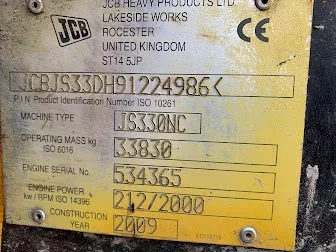 JCB HEAVY PRODUCTS LTD.
LAKESIDE WORKS
ROCESTER
UNITED KINGDOM
ST14 5JP
JCB
CE
JCBJS33DH91224986<
P.I.N Product Identification Number ISO 10261
MACHINE TYPE JS330NC
OPERATING MASS kg
ISO 6016 33830
ENGINE SERIAL No. 534365
ENGINE POWER
kw / RPM ISO 14396 212/2000
CONSTRUCTION
YEAR 2009